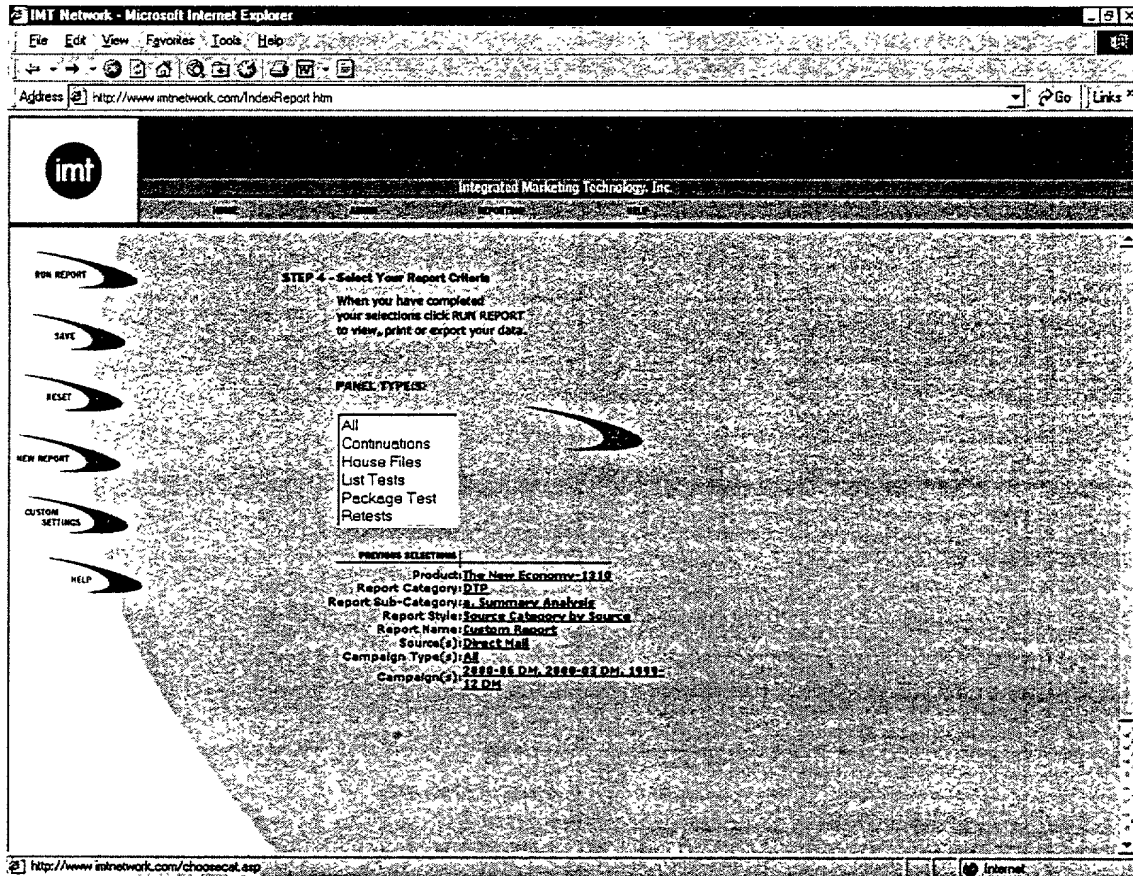 IMT Network - Microsoft Internet Explorer
File Edit View Favorites Tools Help
Address http://www.imtnetwork.com/IndexReport.htm Go Links »
imt
Integrated Marketing Technology, Inc.
HOME ADMIN REPORTING HELP
RUN REPORT
SAVE
RESET
NEW REPORT
CUSTOM SETTINGS
HELP
STEP 4 - Select Your Report Criteria
When you have completed
your selections click RUN REPORT
to view, print or export your data.
PANEL TYPE(S):
All
Continuations
House Files
List Tests
Package Test
Retests
PREVIOUS SELECTIONS
Product: The New Economy-1310
Report Category: DTP
Report Sub-Category: a. Summary Analysis
Report Style: Source Category by Source
Report Name: Custom Report
Source(s): Direct Mail
Campaign Type(s): All
Campaign(s): 2000-06 DM, 2000-03 DM, 1999-
12 DM
http://www.imtnetwork.com/choosecat.asp Internet